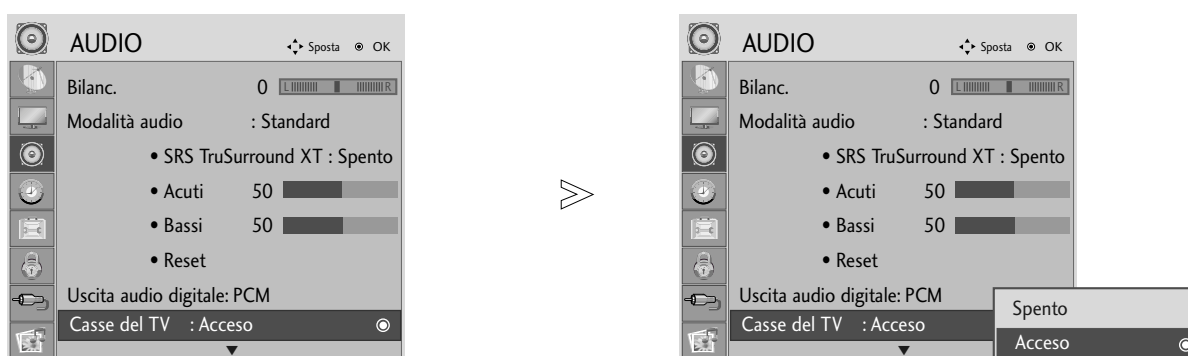 AUDIO
Sposta OK
Bilanc. 0 L R
Modalità audio : Standard
• SRS TruSurround XT : Spento
• Acuti 50
• Bassi 50
• Reset
Uscita audio digitale: PCM
Casse del TV : Acceso
AUDIO
Sposta OK
Bilanc. 0 L R
Modalità audio : Standard
• SRS TruSurround XT : Spento
• Acuti 50
• Bassi 50
• Reset
Uscita audio digitale: PCM
Casse del TV : Acceso
Spento
Acceso